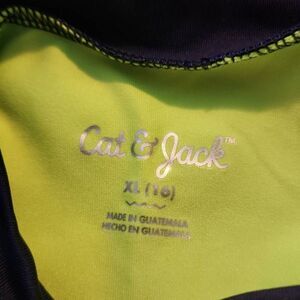 Cat & Jack™
XL (16)
MADE IN GUATEMALA
HECHO EN GUATEMALA